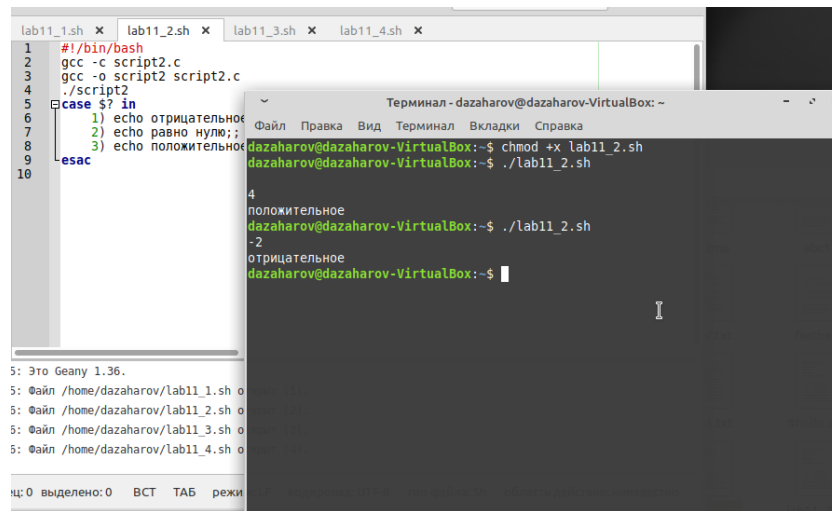 lab11_1.sh × lab11_2.sh × lab11_3.sh × lab11_4.sh ×
1 #!/bin/bash
2 gcc -c script2.c
3 gcc -o script2 script2.c
4 ./script2
5 case $? in
6 1) echo отрицательное
7 2) echo равно нулю;;
8 3) echo положительное
9 esac
10
Терминал - dazaharov@dazaharov-VirtualBox: ~
Файл Правка Вид Терминал Вкладки Справка
dazaharov@dazaharov-VirtualBox:~$ chmod +x lab11_2.sh
dazaharov@dazaharov-VirtualBox:~$ ./lab11_2.sh
4
положительное
dazaharov@dazaharov-VirtualBox:~$ ./lab11_2.sh
-2
отрицательное
dazaharov@dazaharov-VirtualBox:~$
5: Это Geany 1.36.
5: Файл /home/dazaharov/lab11_1.sh о
6: Файл /home/dazaharov/lab11_2.sh о
6: Файл /home/dazaharov/lab11_3.sh о
6: Файл /home/dazaharov/lab11_4.sh о
ец: 0 выделено: 0 ВСТ ТАБ режи